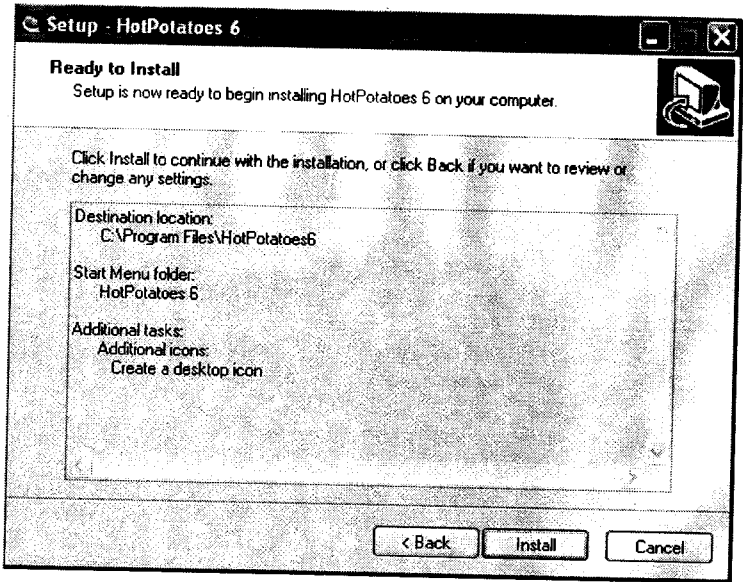 Setup - HotPotatoes 6
Ready to Install
Setup is now ready to begin installing HotPotatoes 6 on your computer.
Click Install to continue with the installation, or click Back if you want to review or
change any settings.
Destination location:
C:\Program Files\HotPotatoes6
Start Menu folder:
HotPotatoes 6
Additional tasks:
Additional icons:
Create a desktop icon
< Back
Install
Cancel